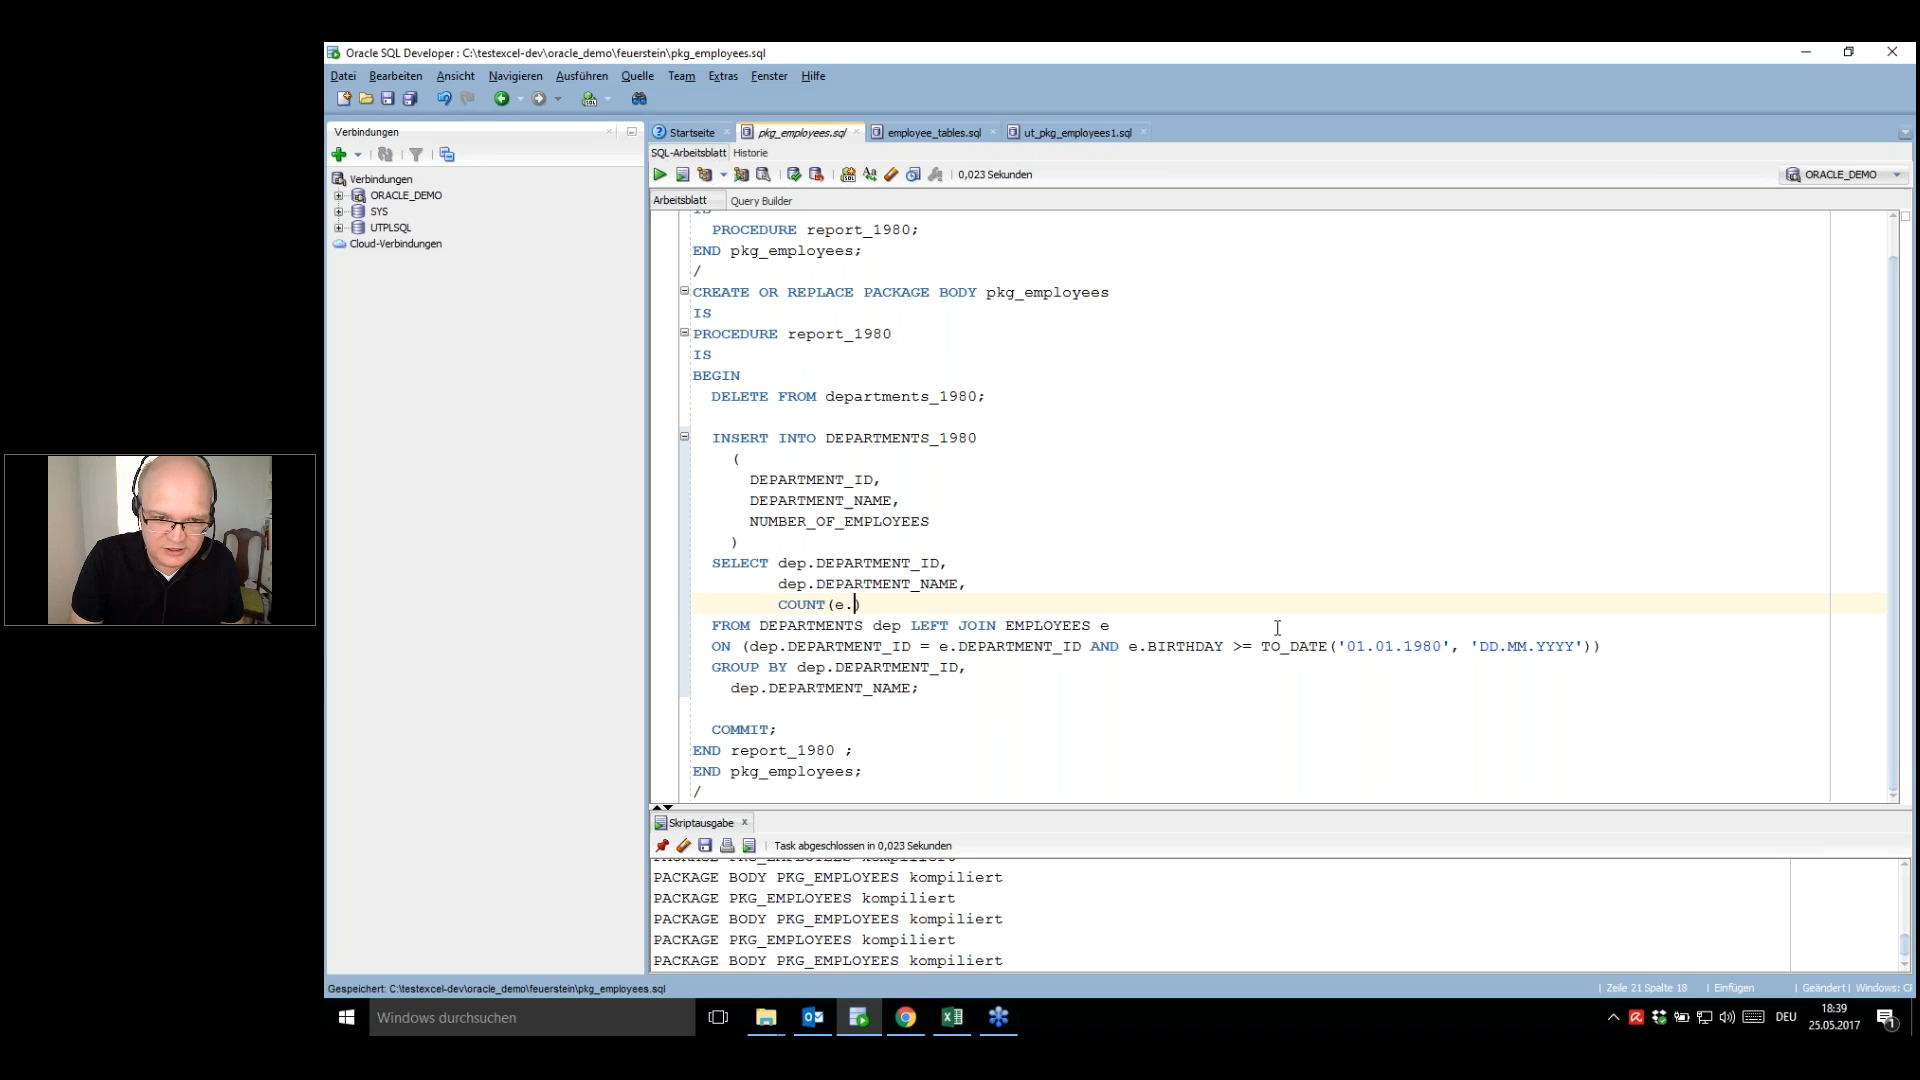 Oracle SQL Developer : C:\testexcel-dev\oracle_demo\feuerstein\pkg_employees.sql
Datei Bearbeiten Ansicht Navigieren Ausführen Quelle Team Extras Fenster Hilfe
Verbindungen
Startseite pkg_employees.sql employee_tables.sql ut_pkg_employees1.sql
SQL-Arbeitsblatt Historie
0,023 Sekunden
ORACLE_DEMO
Verbindungen
ORACLE_DEMO
SYS
UTPLSQL
Cloud-Verbindungen
Arbeitsblatt Query Builder
IS
PROCEDURE report_1980;
END pkg_employees;
/
CREATE OR REPLACE PACKAGE BODY pkg_employees
IS
PROCEDURE report_1980
IS
BEGIN
DELETE FROM departments_1980;
INSERT INTO DEPARTMENTS_1980
(
DEPARTMENT_ID,
DEPARTMENT_NAME,
NUMBER_OF_EMPLOYEES
)
SELECT dep.DEPARTMENT_ID,
dep.DEPARTMENT_NAME,
COUNT(e.)
FROM DEPARTMENTS dep LEFT JOIN EMPLOYEES e
ON (dep.DEPARTMENT_ID = e.DEPARTMENT_ID AND e.BIRTHDAY >= TO_DATE('01.01.1980', 'DD.MM.YYYY'))
GROUP BY dep.DEPARTMENT_ID,
dep.DEPARTMENT_NAME;
COMMIT;
END report_1980 ;
END pkg_employees;
/
Skriptausgabe x
Task abgeschlossen in 0,023 Sekunden
PACKAGE PKG_EMPLOYEES kompiliert
PACKAGE BODY PKG_EMPLOYEES kompiliert
PACKAGE PKG_EMPLOYEES kompiliert
PACKAGE BODY PKG_EMPLOYEES kompiliert
PACKAGE PKG_EMPLOYEES kompiliert
PACKAGE BODY PKG_EMPLOYEES kompiliert
Gespeichert: C:\testexcel-dev\oracle_demo\feuerstein\pkg_employees.sql
Zeile 21 Spalte 18 Einfügen Geändert Windows: C
Windows durchsuchen
DEU
18:39
25.05.2017
1